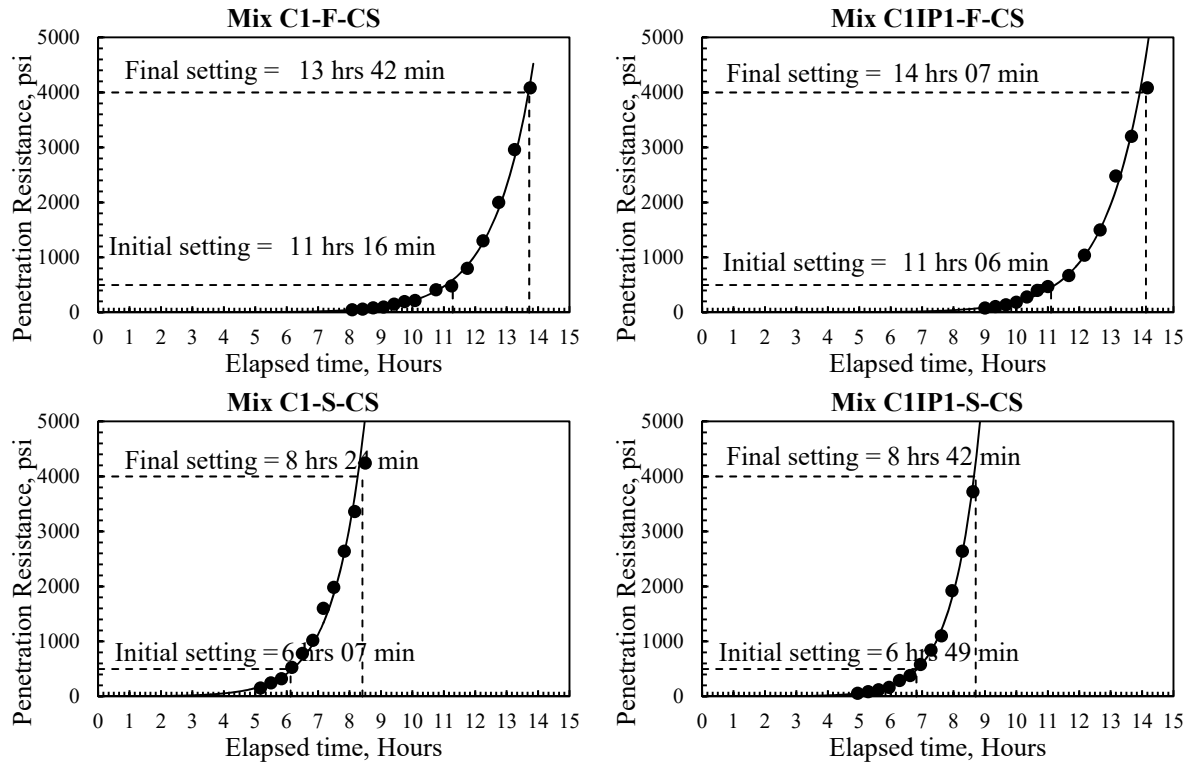 Mix C1-F-CS
5000
4000
3000
2000
1000
0
Penetration Resistance, psi
Final setting = 13 hrs 42 min
Initial setting = 11 hrs 16 min
0 1 2 3 4 5 6 7 8 9 10 11 12 13 14 15
Elapsed time, Hours
Mix C1IP1-F-CS
5000
4000
3000
2000
1000
0
Penetration Resistance, psi
Final setting = 14 hrs 07 min
Initial setting = 11 hrs 06 min
0 1 2 3 4 5 6 7 8 9 10 11 12 13 14 15
Elapsed time, Hours
Mix C1-S-CS
5000
4000
3000
2000
1000
0
Penetration Resistance, psi
Final setting = 8 hrs 24 min
Initial setting = 6 hrs 07 min
0 1 2 3 4 5 6 7 8 9 10 11 12 13 14 15
Elapsed time, Hours
Mix C1IP1-S-CS
5000
4000
3000
2000
1000
0
Penetration Resistance, psi
Final setting = 8 hrs 42 min
Initial setting = 6 hrs 49 min
0 1 2 3 4 5 6 7 8 9 10 11 12 13 14 15
Elapsed time, Hours